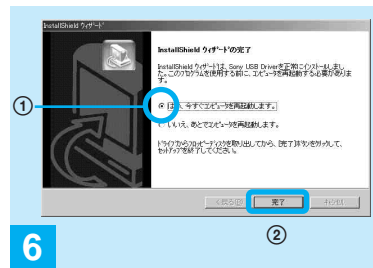 InstallShield ウィザード
InstallShield ウィザードの完了
InstallShield ウィザードは、Sony USB Driverを正常にインストールしまし
た。このプログラムを使用する前に、コンピュータを再起動する必要がありま
す。
①
はい、今すぐコンピュータを再起動します。
いいえ、あとでコンピュータを再起動します。
ドライブからフロッピーディスクを取り出してから、[完了]ボタンをクリックして、
セットアップを終了してください。
< 戻る(B)
完了
キャンセル
②
6